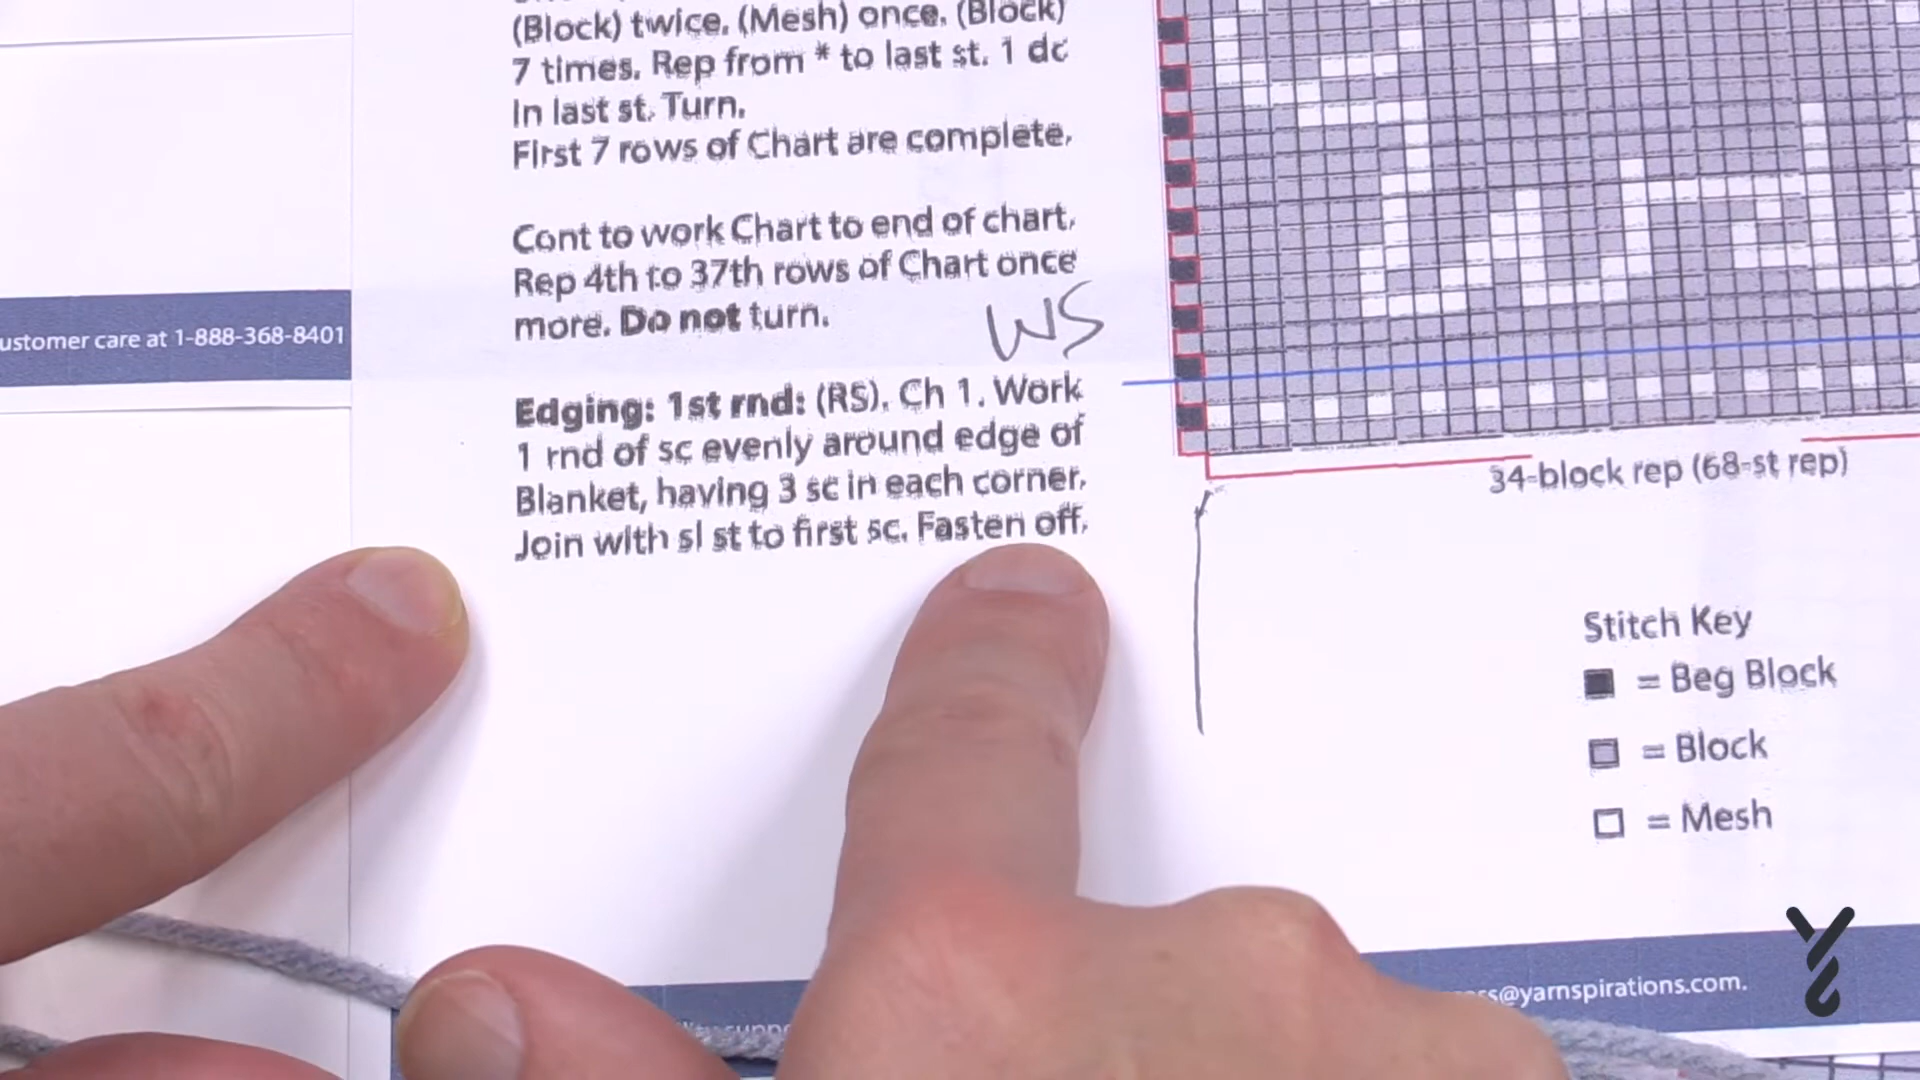 (Block) twice. (Mesh) once. (Block)
7 times. Rep from * to last st. 1 dc
in last st. Turn.
First 7 rows of Chart are complete.
Cont to work Chart to end of chart.
Rep 4th to 37th rows of Chart once
more. Do not turn.
WS
Edging: 1st rnd: (RS). Ch 1. Work
1 rnd of sc evenly around edge of
Blanket, having 3 sc in each corner.
Join with sl st to first sc. Fasten off.
ustomer care at 1-888-368-8401
34-block rep (68-st rep)
Stitch Key
= Beg Block
= Block
= Mesh
ss@yarnspirations.com.